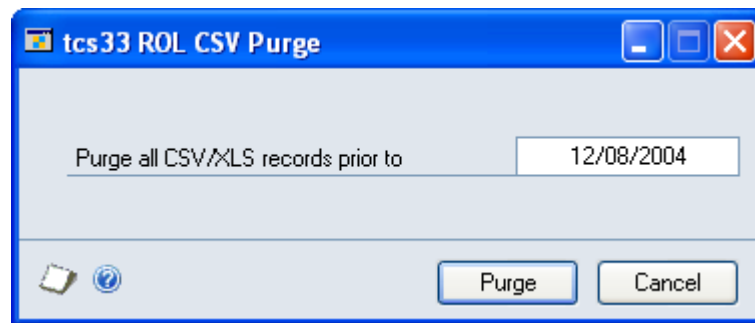 tcs33 ROL CSV Purge
Purge all CSV/XLS records prior to 12/08/2004
Purge Cancel